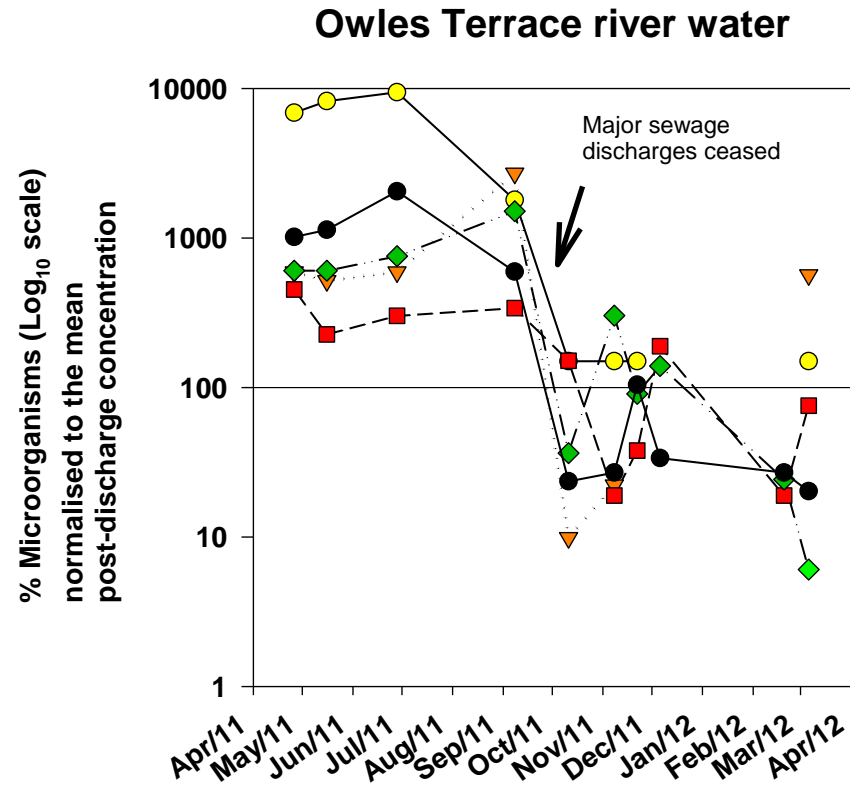 Owles Terrace river water
% Microorganisms (Log10 scale)
normalised to the mean
post-discharge concentration
10000
1000
100
10
1
Major sewage
discharges ceased
Apr/11
May/11
Jun/11
Jul/11
Aug/11
Sep/11
Oct/11
Nov/11
Dec/11
Jan/12
Feb/12
Mar/12
Apr/12